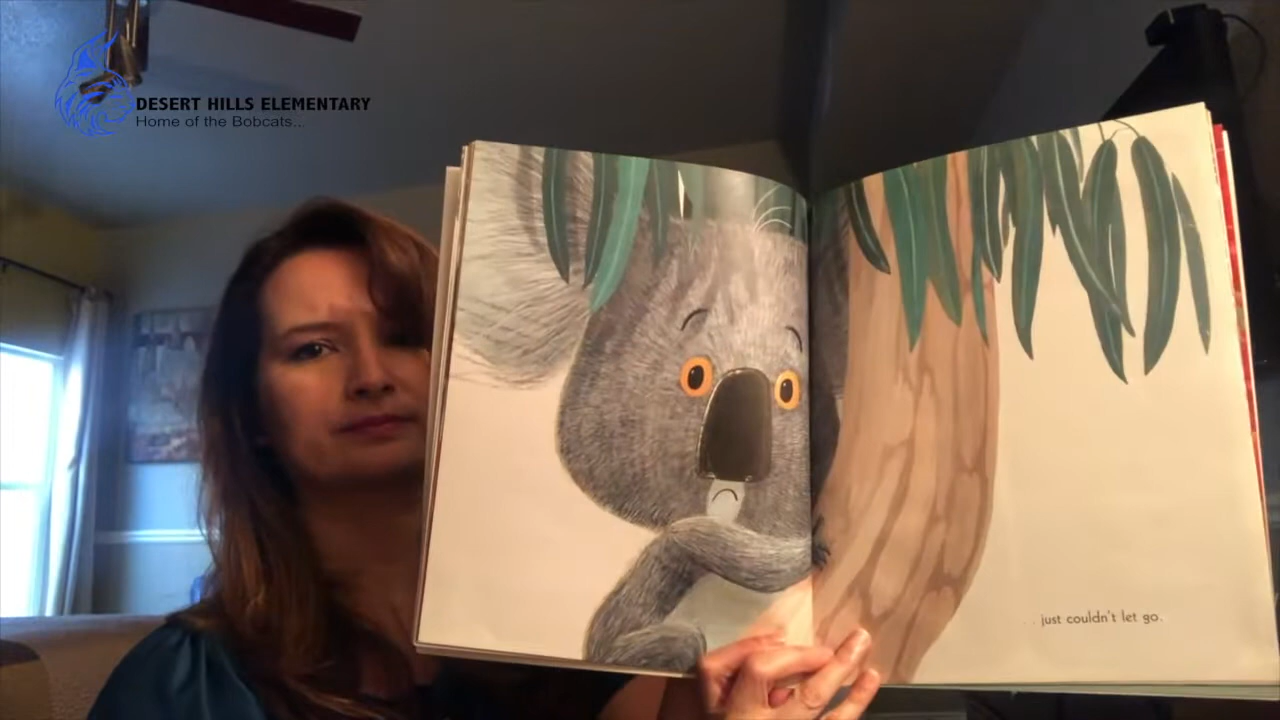 DESERT HILLS ELEMENTARY
Home of the Bobcats...
... just couldn't let go.